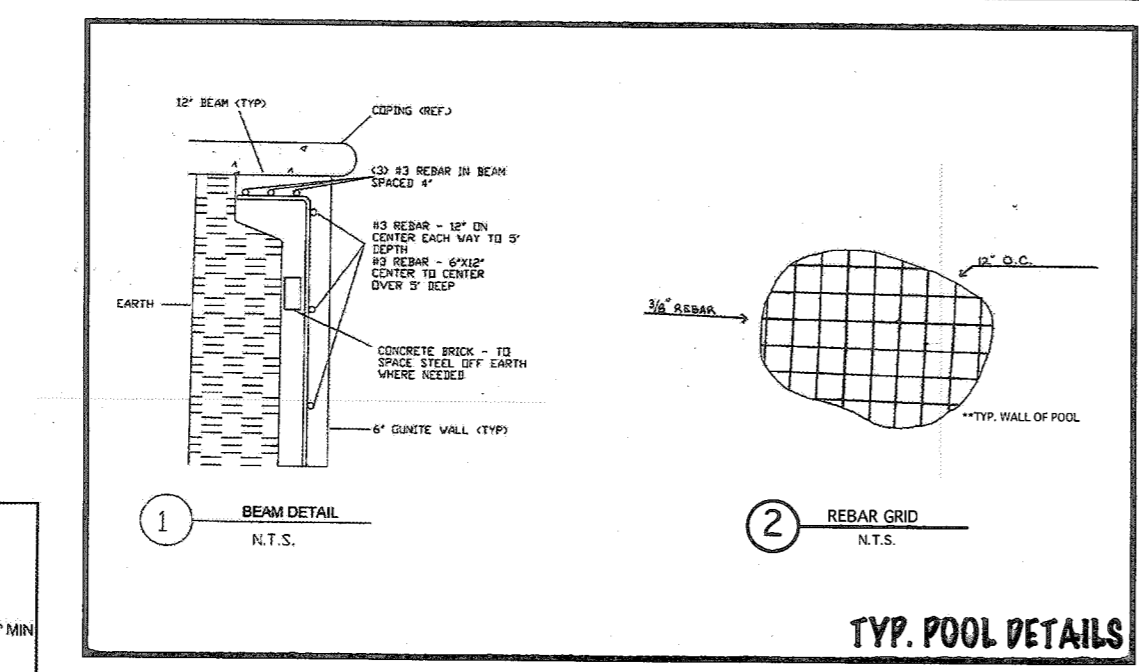 12" BEAM (TYP)
COPING (REF.)
(3) #3 REBAR IN BEAM
SPACED 4"
#3 REBAR - 12" ON
CENTER EACH WAY TO 5'
DEPTH
#3 REBAR - 6"X12"
CENTER TO CENTER
OVER 5' DEEP
EARTH
CONCRETE BRICK - TO
SPACE STEEL OFF EARTH
WHERE NEEDED
6" GUNITE WALL (TYP)
1
BEAM DETAIL
N.T.S.
12" O.C.
3/8" REBAR
**TYP. WALL OF POOL
2
REBAR GRID
N.T.S.
TYP. POOL DETAILS
" MIN